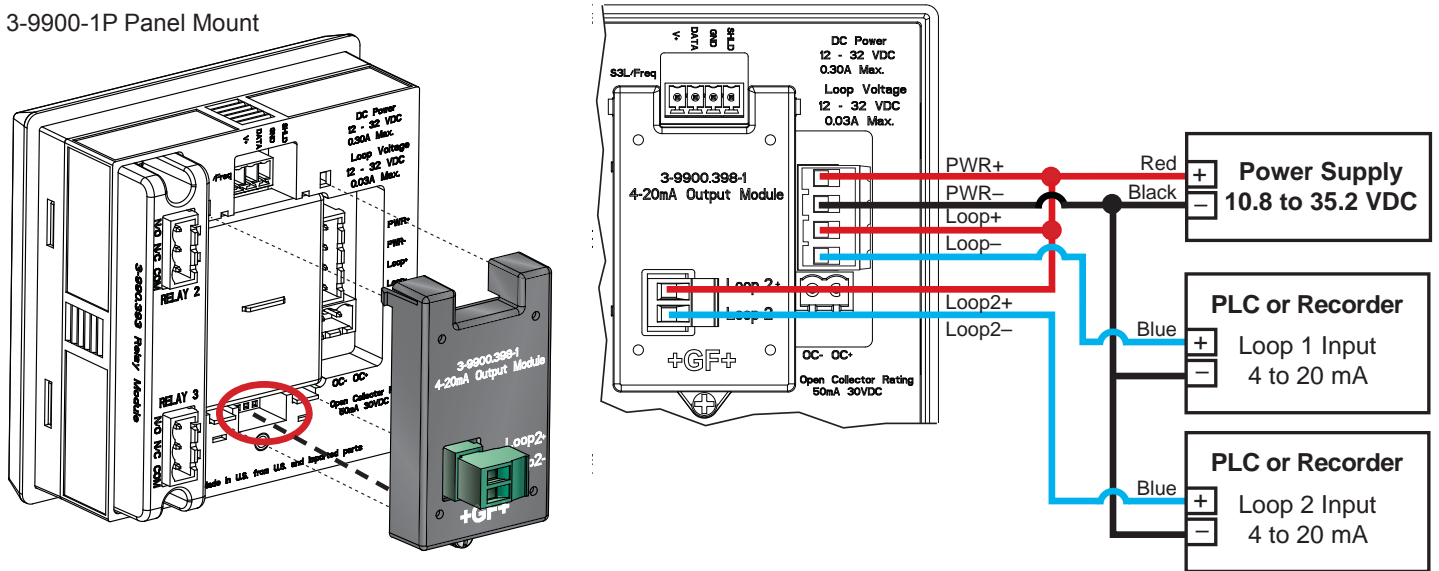 3-9900-1P Panel Mount
DC Power
12 - 32 VDC
0.30A Max.
Loop Voltage
12 - 32 VDC
0.03A Max.
V+
DATA
GND
SHLD
/Freq
PWR+
PWR-
Loop+
Loop-
N/O N/C COM
RELAY 2
3-9900.393 Relay Module
RELAY 3
N/O N/C COM
OC- OC+
Open Collector R
50mA 30VDC
Made in U.S. from U.S. and imported parts
3-9900.398-1
4-20mA Output Module
Loop2+
p2-
+GF+
V+
DATA
GND
SHLD
S3L/Freq
DC Power
12 - 32 VDC
0.30A Max.
Loop Voltage
12 - 32 VDC
0.03A Max.
3-9900.398-1
4-20mA Output Module
Loop 2+
Loop 2-
+GF+
OC- OC+
Open Collector Rating
50mA 30VDC
PWR+
PWR–
Loop+
Loop–
Loop2+
Loop2–
Red
Black
+
–
Power Supply
10.8 to 35.2 VDC
Blue
+
–
PLC or Recorder
Loop 1 Input
4 to 20 mA
Blue
+
–
PLC or Recorder
Loop 2 Input
4 to 20 mA